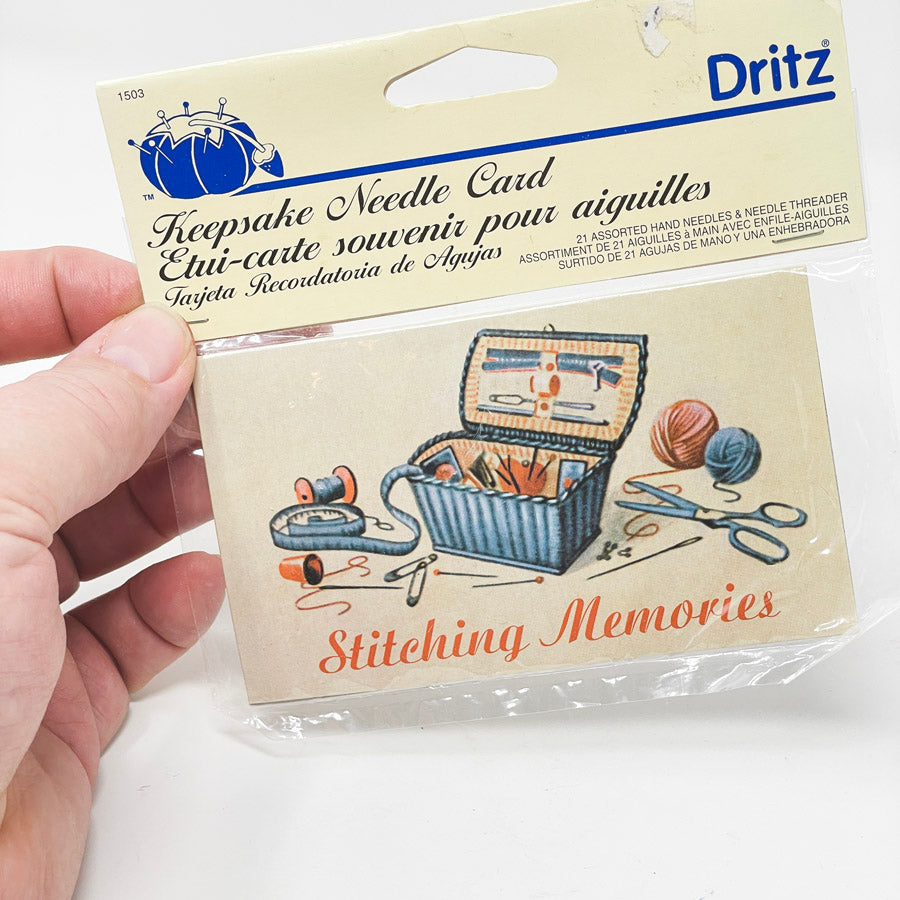 1503
Dritz®
TM
Keepsake Needle Card
Etui-carte souvenir pour aiguilles
Tarjeta Recordatoria de Agujas
21 ASSORTED HAND NEEDLES & NEEDLE THREADER
ASSORTIMENT DE 21 AIGUILLES à MAIN AVEC ENFILE-AIGUILLES
SURTIDO DE 21 AGUJAS DE MANO Y UNA ENHEBRADORA
Stitching Memories